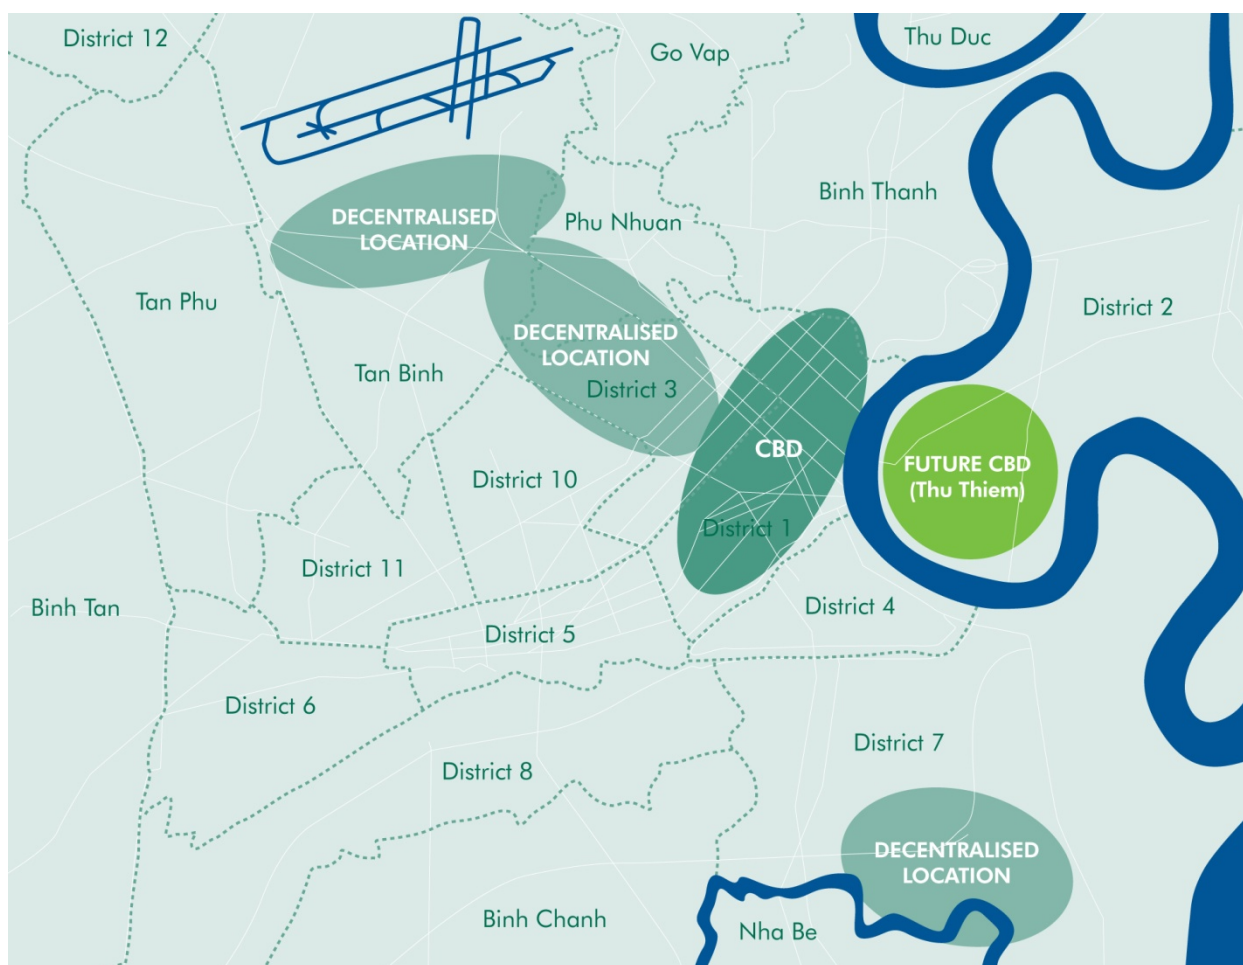 District 12
Go Vap
Thu Duc
Binh Thanh
DECENTRALISED
LOCATION
Phu Nhuan
Tan Phu
District 2
DECENTRALISED
LOCATION
Tan Binh
District 3
CBD
FUTURE CBD
(Thu Thiem)
District 10
District 1
District 11
Binh Tan
District 4
District 5
District 6
District 7
District 8
DECENTRALISED
LOCATION
Binh Chanh
Nha Be